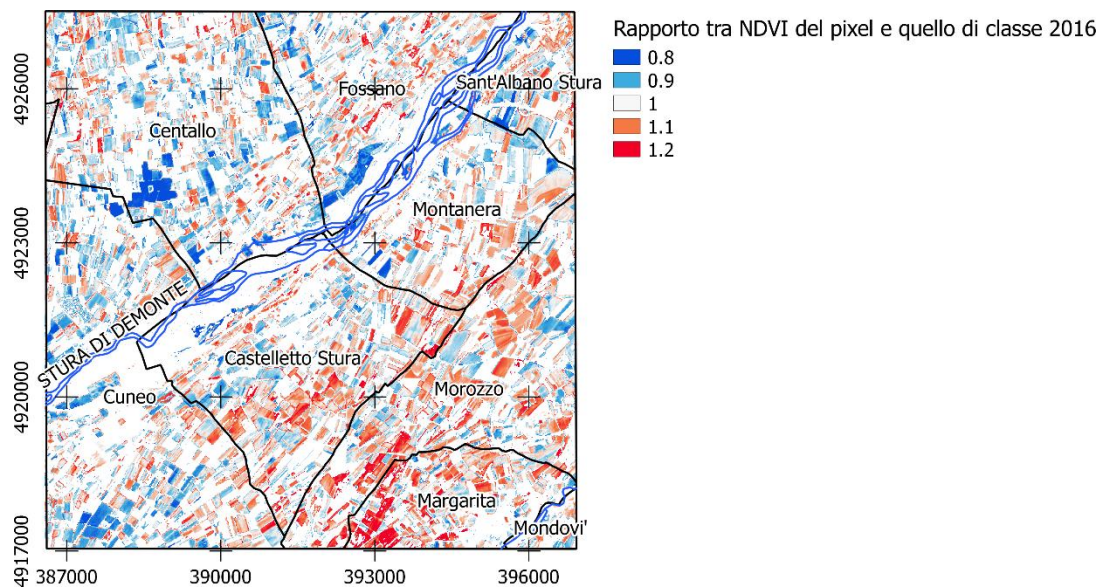 Rapporto tra NDVI del pixel e quello di classe 2016
0.8
0.9
1
1.1
1.2
4926000
4923000
4920000
4917000
Fossano
Sant'Albano Stura
Centallo
Montanera
STURA DI DEMONTE
Castelletto Stura
Cuneo
Morozzo
Margarita
Mondovi'
387000
390000
393000
396000